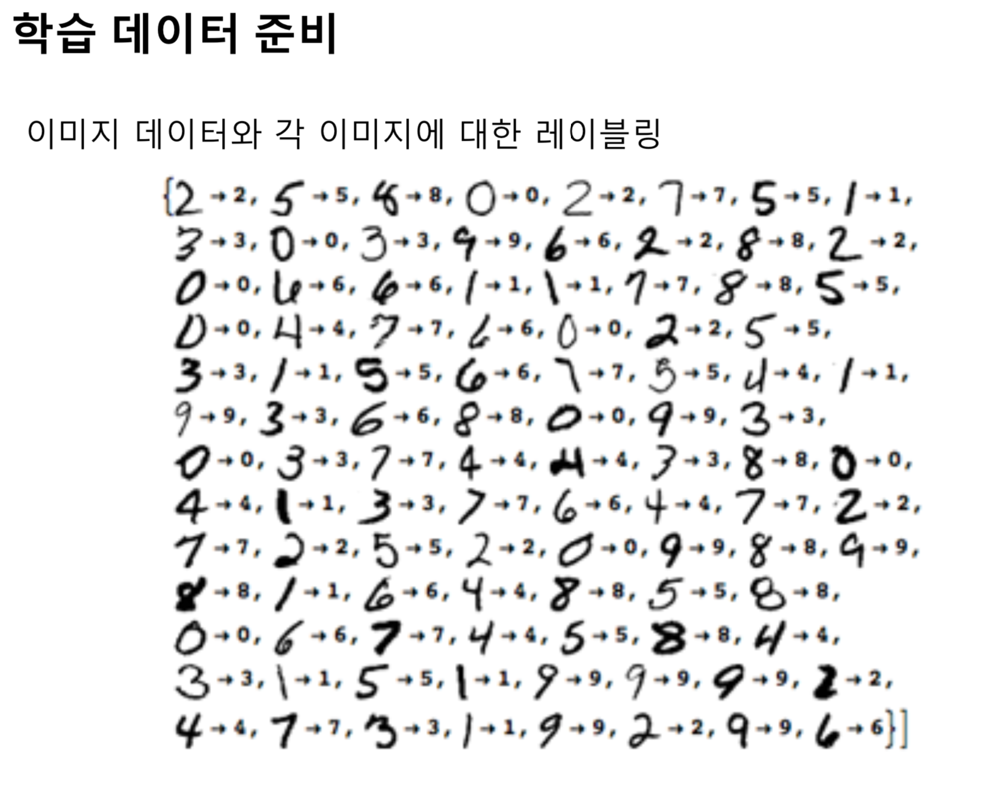 학습 데이터 준비
이미지 데이터와 각 이미지에 대한 레이블링
{2 → 2, 5 → 5, 8 → 8, 0 → 0, 2 → 2, 7 → 7, 5 → 5, 1 → 1,
3 → 3, 0 → 0, 3 → 3, 9 → 9, 6 → 6, 2 → 2, 8 → 8, 2 → 2,
0 → 0, 6 → 6, 6 → 6, 1 → 1, 1 → 1, 7 → 7, 8 → 8, 5 → 5,
0 → 0, 4 → 4, 7 → 7, 6 → 6, 0 → 0, 2 → 2, 5 → 5,
3 → 3, 1 → 1, 5 → 5, 6 → 6, 7 → 7, 5 → 5, 4 → 4, 1 → 1,
9 → 9, 3 → 3, 6 → 6, 8 → 8, 0 → 0, 9 → 9, 3 → 3,
0 → 0, 3 → 3, 7 → 7, 4 → 4, 4 → 4, 3 → 3, 8 → 8, 0 → 0,
4 → 4, 1 → 1, 3 → 3, 7 → 7, 6 → 6, 4 → 4, 7 → 7, 2 → 2,
7 → 7, 2 → 2, 5 → 5, 2 → 2, 0 → 0, 9 → 9, 8 → 8, 9 → 9,
8 → 8, 1 → 1, 6 → 6, 4 → 4, 8 → 8, 5 → 5, 8 → 8,
0 → 0, 6 → 6, 7 → 7, 4 → 4, 5 → 5, 8 → 8, 4 → 4,
3 → 3, 1 → 1, 5 → 5, 1 → 1, 9 → 9, 9 → 9, 9 → 9, 2 → 2,
4 → 4, 7 → 7, 3 → 3, 1 → 1, 9 → 9, 2 → 2, 9 → 9, 6 → 6}]